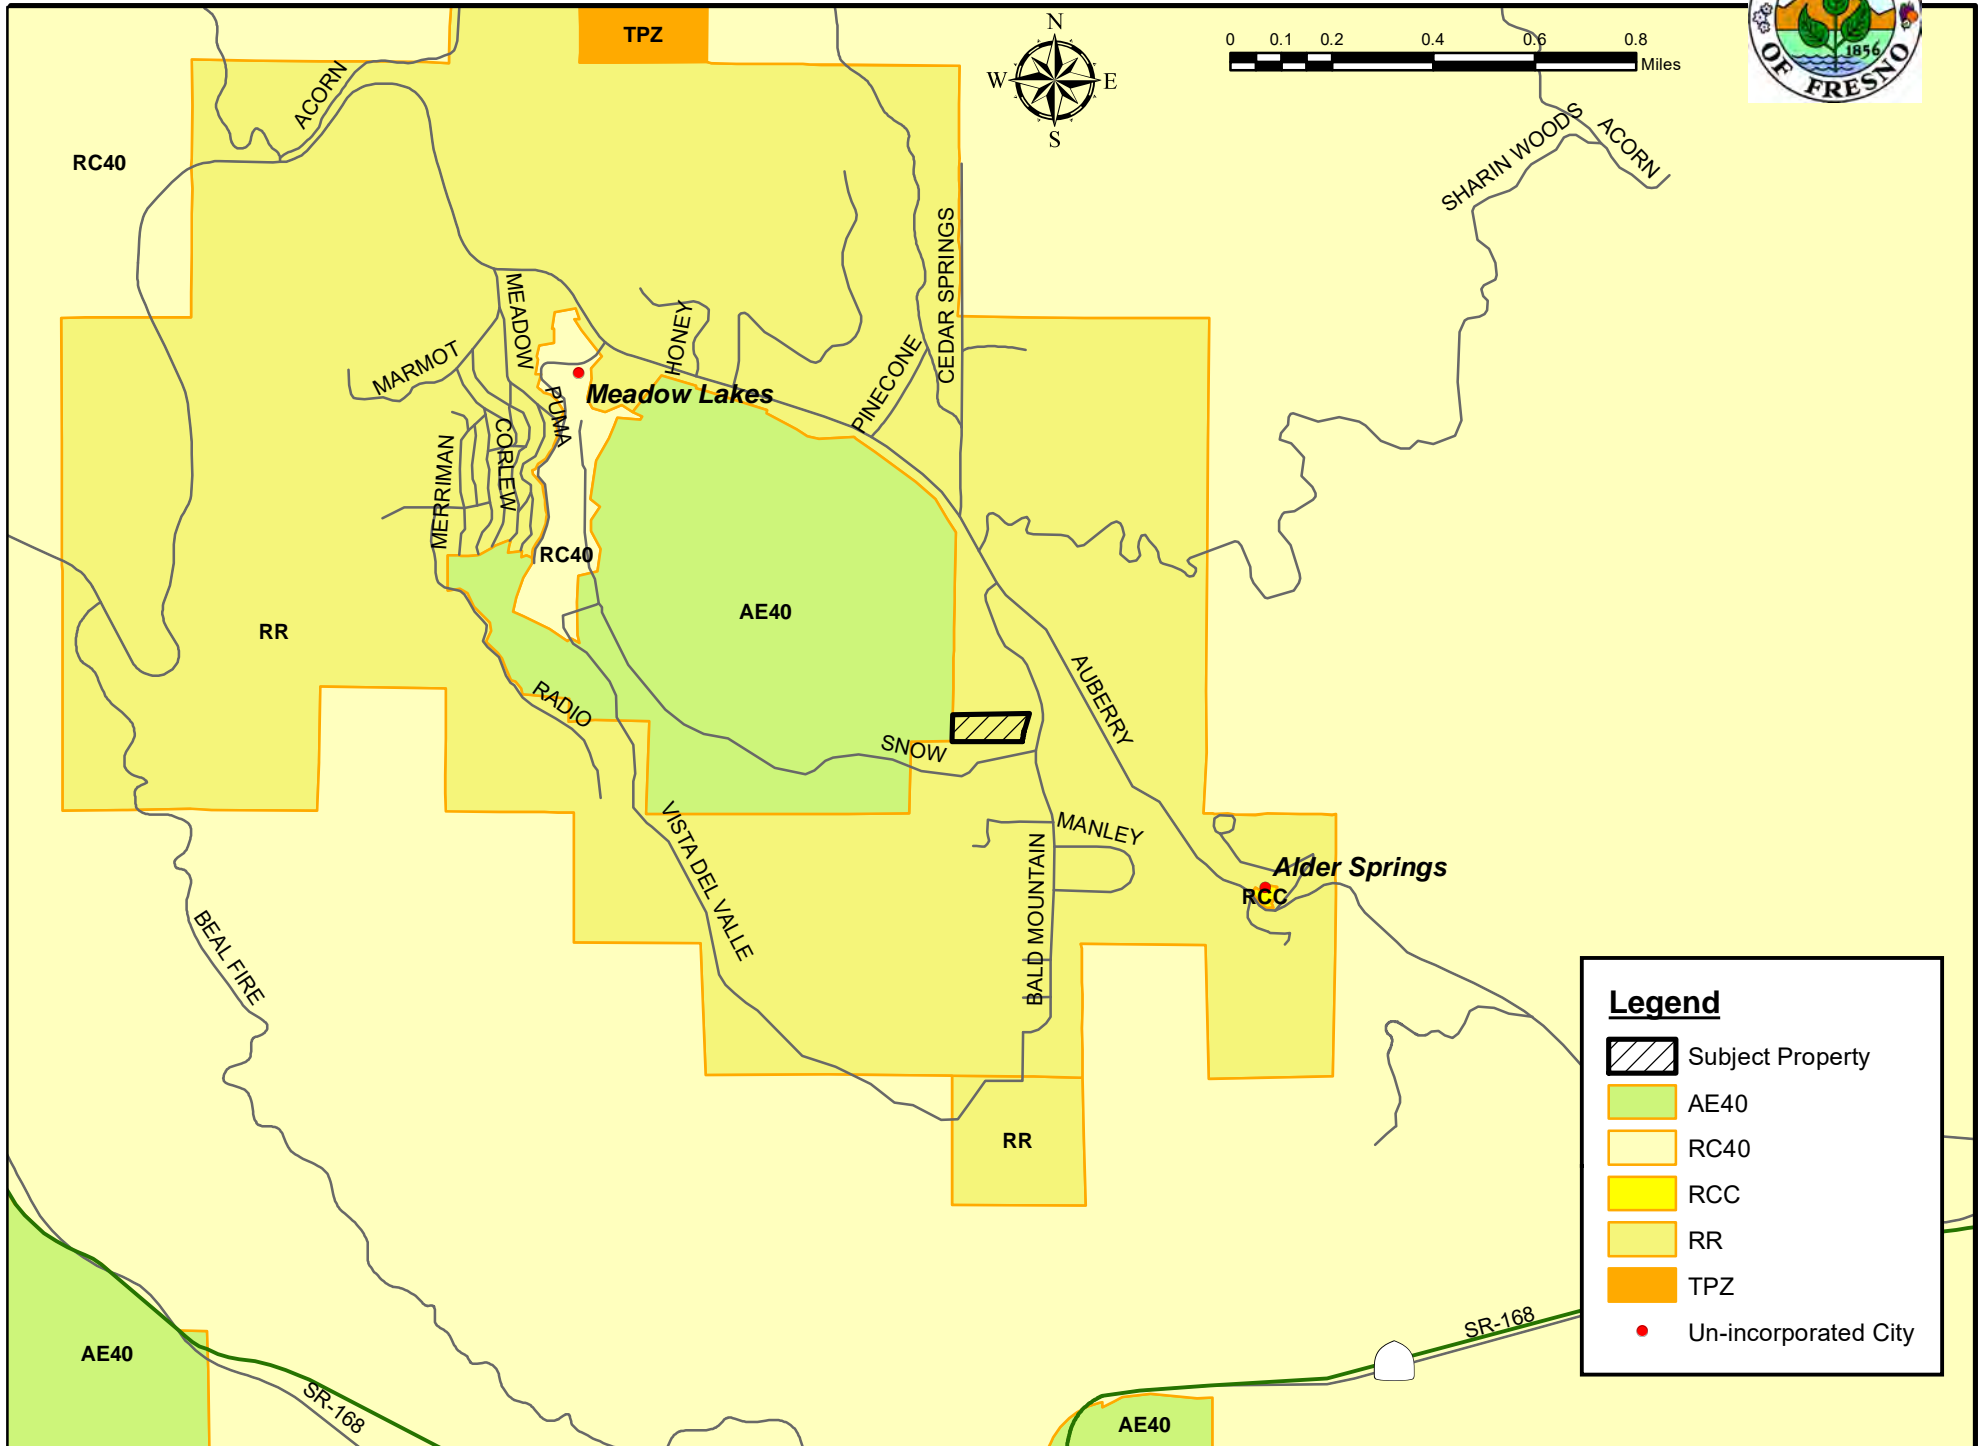 TPZ
N
W
E
S
0 0.1 0.2 0.4 0.6 0.8
Miles
1856
OF FRESNO
ACORN
RC40
SHARIN WOODS
ACORN
CEDAR SPRINGS
MEADOW
HONEY
MARMOT
PINECONE
Meadow Lakes
PUMA
CORLEW
MERRIMAN
RC40
AE40
RR
RADIO
AUBERRY
SNOW
VISTA DEL VALLE
MANLEY
BALD MOUNTAIN
Alder Springs
RCC
BEAL FIRE
RR
SR-168
AE40
SR-168
AE40
Legend
Subject Property
AE40
RC40
RCC
RR
TPZ
Un-incorporated City